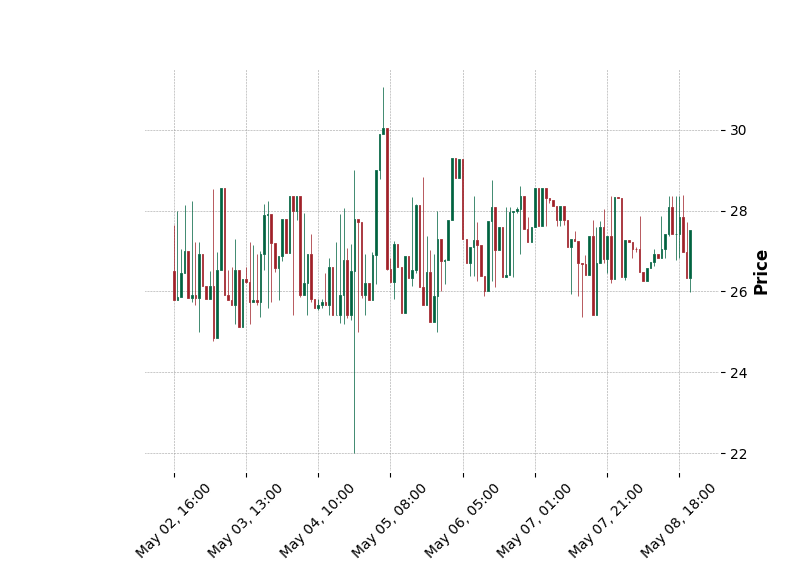 30
28
26
24
22
Price
May 02, 16:00
May 03, 13:00
May 04, 10:00
May 05, 08:00
May 06, 05:00
May 07, 01:00
May 07, 21:00
May 08, 18:00